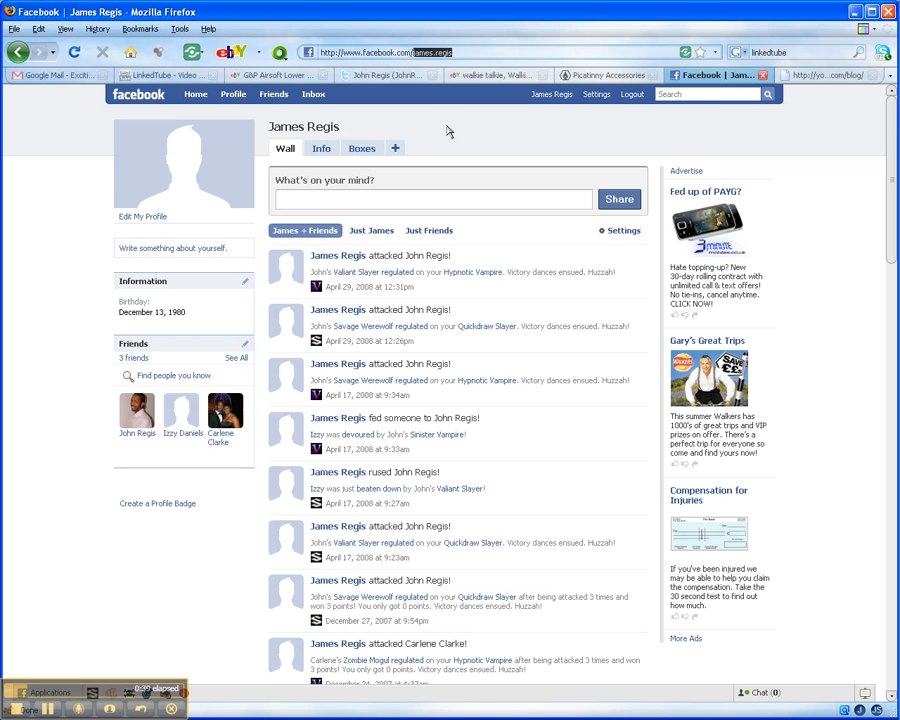 Facebook | James Regis - Mozilla Firefox
File Edit View History Bookmarks Tools Help
http://www.facebook.com/james.regis
linkedtube
Google Mail - Exciti...
LinkedTube - Video ...
G&P Airsoft Lower ...
John Regis (JohnR...
walkie talkie, Walki...
Picatinny Accessories
Facebook | Jam...
http://yo...com/blog/
facebook Home Profile Friends Inbox James Regis Settings Logout Search
James Regis
Wall Info Boxes +
What's on your mind?
Share
James + Friends Just James Just Friends Settings
Edit My Profile
Write something about yourself.
Information
Birthday:
December 13, 1980
Friends
3 friends See All
Find people you know
John Regis
Izzy Daniels
Carlene Clarke
Create a Profile Badge
James Regis attacked John Regis!
John's Valiant Slayer regulated on your Hypnotic Vampire. Victory dances ensued. Huzzah!
April 29, 2008 at 12:31pm
James Regis attacked John Regis!
John's Savage Werewolf regulated on your Quickdraw Slayer. Victory dances ensued. Huzzah!
April 29, 2008 at 12:26pm
James Regis attacked John Regis!
John's Savage Werewolf regulated on your Hypnotic Vampire. Victory dances ensued. Huzzah!
April 17, 2008 at 9:34am
James Regis fed someone to John Regis!
Izzy was devoured by John's Sinister Vampire!
April 17, 2008 at 9:33am
James Regis rused John Regis!
Izzy was just beaten down by John's Valiant Slayer!
April 17, 2008 at 9:27am
James Regis attacked John Regis!
John's Valiant Slayer regulated on your Quickdraw Slayer. Victory dances ensued. Huzzah!
April 17, 2008 at 9:23am
James Regis attacked John Regis!
John's Savage Werewolf regulated on your Quickdraw Slayer after being attacked 3 times and
won 3 points! You only got 0 points. Victory dances ensued. Huzzah!
December 27, 2007 at 9:54pm
James Regis attacked Carlene Clarke!
Carlene's Zombie Mogul regulated on your Hypnotic Vampire after being attacked 3 times and
won 3 points! You only got 0 points. Victory dances ensued. Huzzah!
December 24, 2007 at 4:37am
Advertise
Fed up of PAYG?
3 MINUTE
Hate topping-up? New
30-day rolling contract with
unlimited call & text offers!
No tie-ins, cancel anytime.
CLICK NOW!
Gary's Great Trips
Walkers
SAVE
££
This summer Walkers has
1000's of great trips and VIP
prizes on offer. There's a
perfect trip for everyone so
come and find yours now!
Compensation for
Injuries
If you've been injured we
may be able to help you claim
the compensation. Take the
30 second test to find out
how much.
More Ads
Applications
0:39 elapsed
Chat (0)
Done